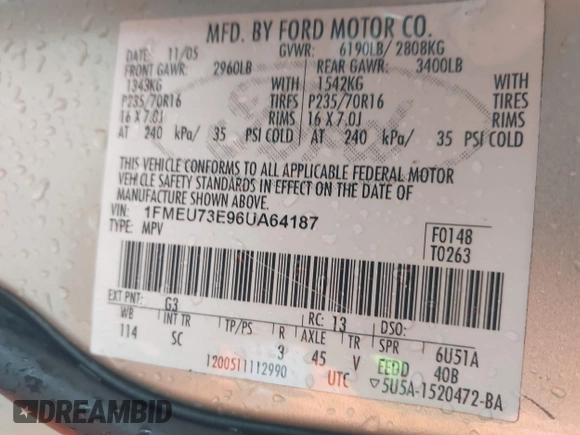 MFD. BY FORD MOTOR CO.
DATE: 11/05 GVWR: 6190LB/ 2808KG
FRONT GAWR: 2960LB REAR GAWR: 3400LB
1343KG WITH 1542KG WITH
P235/70R16 TIRES P235/70R16 TIRES
16 X 7.0J RIMS 16 X 7.0J RIMS
AT 240 kPa/ 35 PSI COLD AT 240 kPa/ 35 PSI COLD
THIS VEHICLE CONFORMS TO ALL APPLICABLE FEDERAL MOTOR
VEHICLE SAFETY STANDARDS IN EFFECT ON THE DATE OF
MANUFACTURE SHOWN ABOVE.
VIN: 1FMEU73E96UA64187
TYPE: MPV
F0148
T0263
EXT PNT: G3 RC: 13 DSO:
WB INT TR TP/PS R AXLE TR SPR 6U51A
114 SC 3 45 V EEDD 40B
1200511112990 UTC ▽5U5A-1520472-BA
DREAMBID